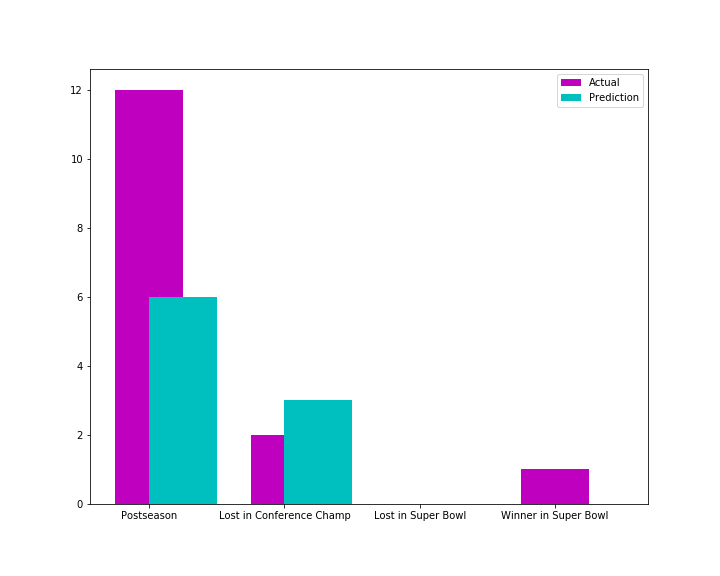 Actual
Prediction
12
10
8
6
4
2
0
Postseason
Lost in Conference Champ
Lost in Super Bowl
Winner in Super Bowl